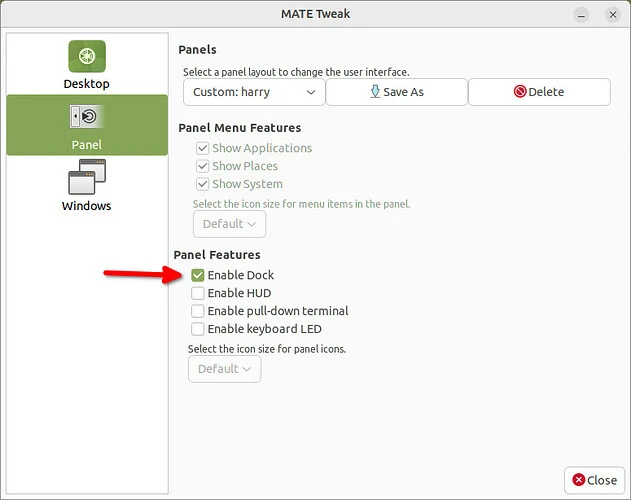 MATE Tweak
Desktop
Panel
Windows
Panels
Select a panel layout to change the user interface.
Custom: harry
Save As
Delete
Panel Menu Features
Show Applications
Show Places
Show System
Select the icon size for menu items in the panel.
Default
Panel Features
Enable Dock
Enable HUD
Enable pull-down terminal
Enable keyboard LED
Select the icon size for panel icons.
Default
Close